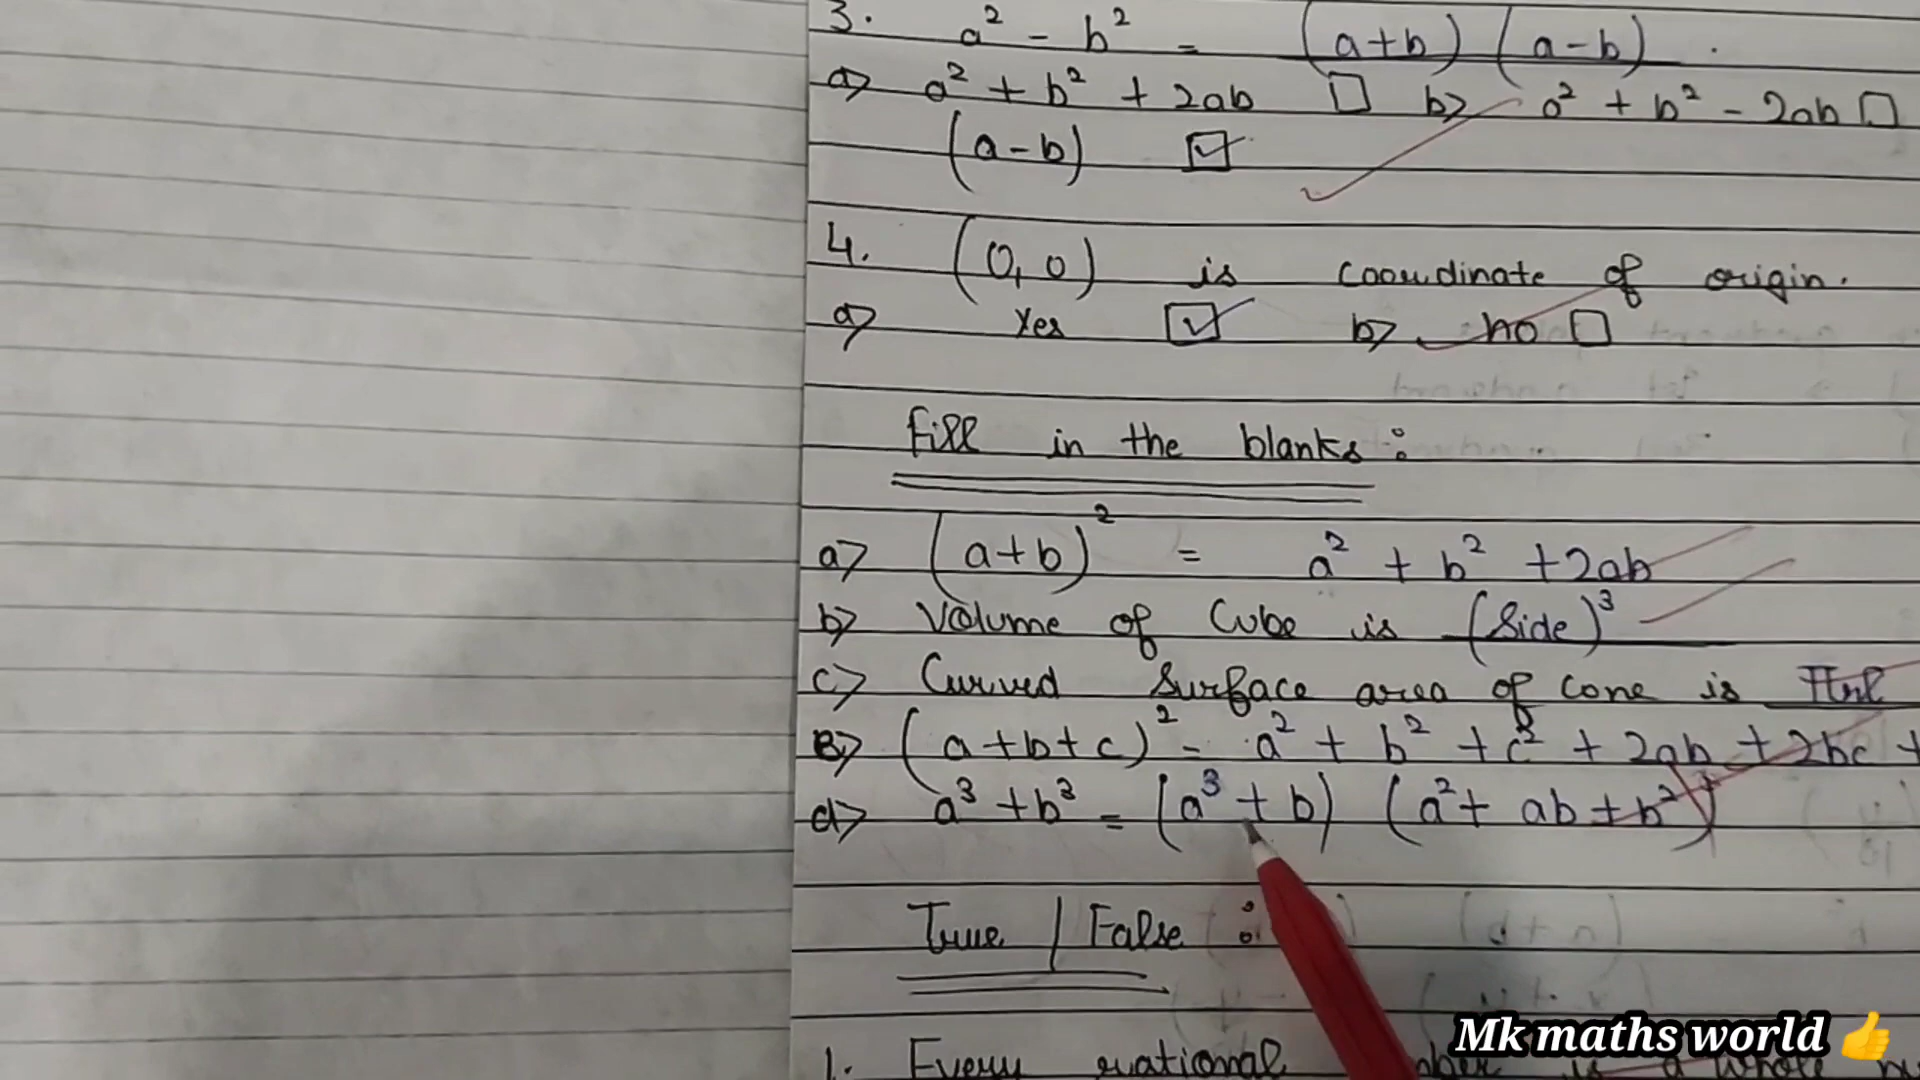 3. a² - b² = (a+b) (a-b).
a> a² + b² + 2ab □ b> a² + b² - 2ab □
(a-b) ☑
4. (0,0) is coordinate of origin.
a> Yes ☑ b> no □
Fill in the blanks :
a> (a+b)² = a² + b² +2ab
b> Volume of Cube is (Side)³
c> Curved Surface area of cone is πrl
(a+b+c)² = a² + b² + c² + 2ab + 2bc +
d> a³ + b³ = (a³ + b) (a² + ab + b²)
True / False :
1. Every rational is a whole
Mk maths world 👍